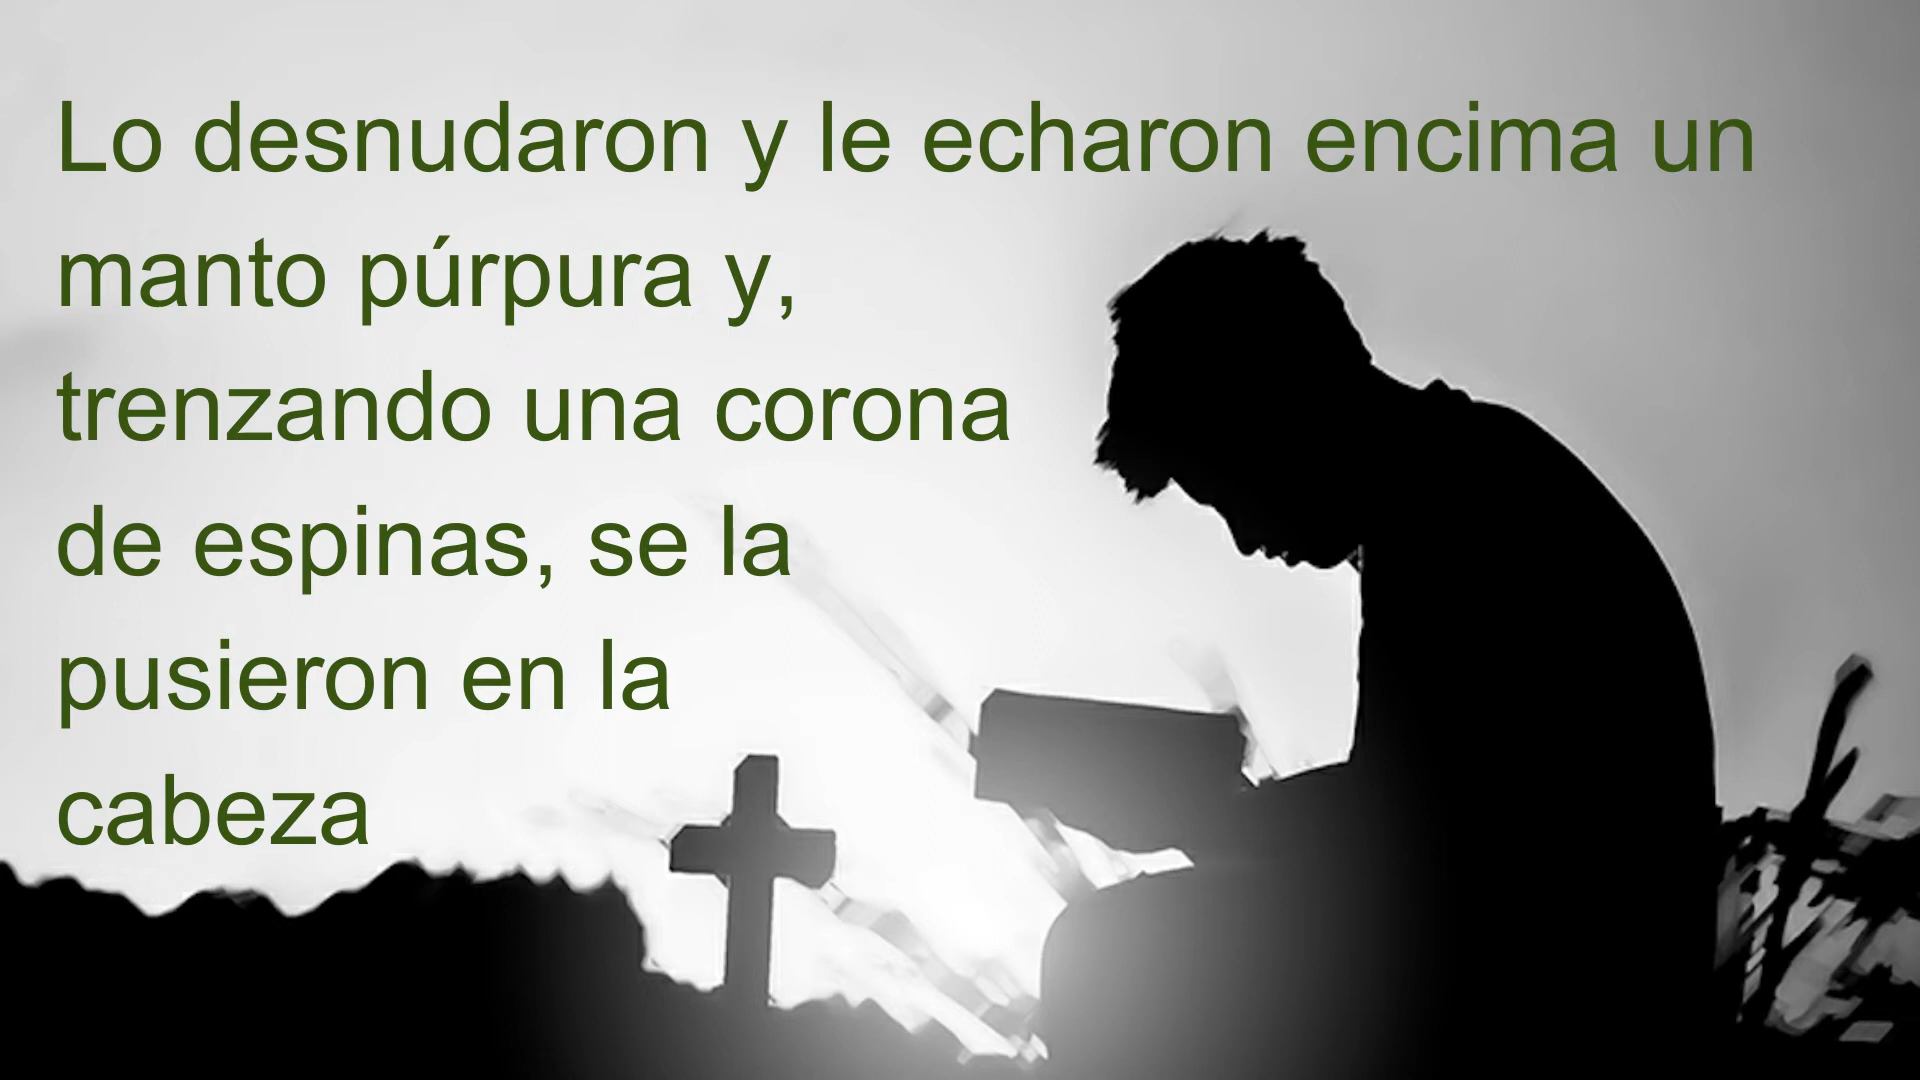 Lo desnudaron y le echaron encima un
manto púrpura y,
trenzando una corona
de espinas, se la
pusieron en la
cabeza